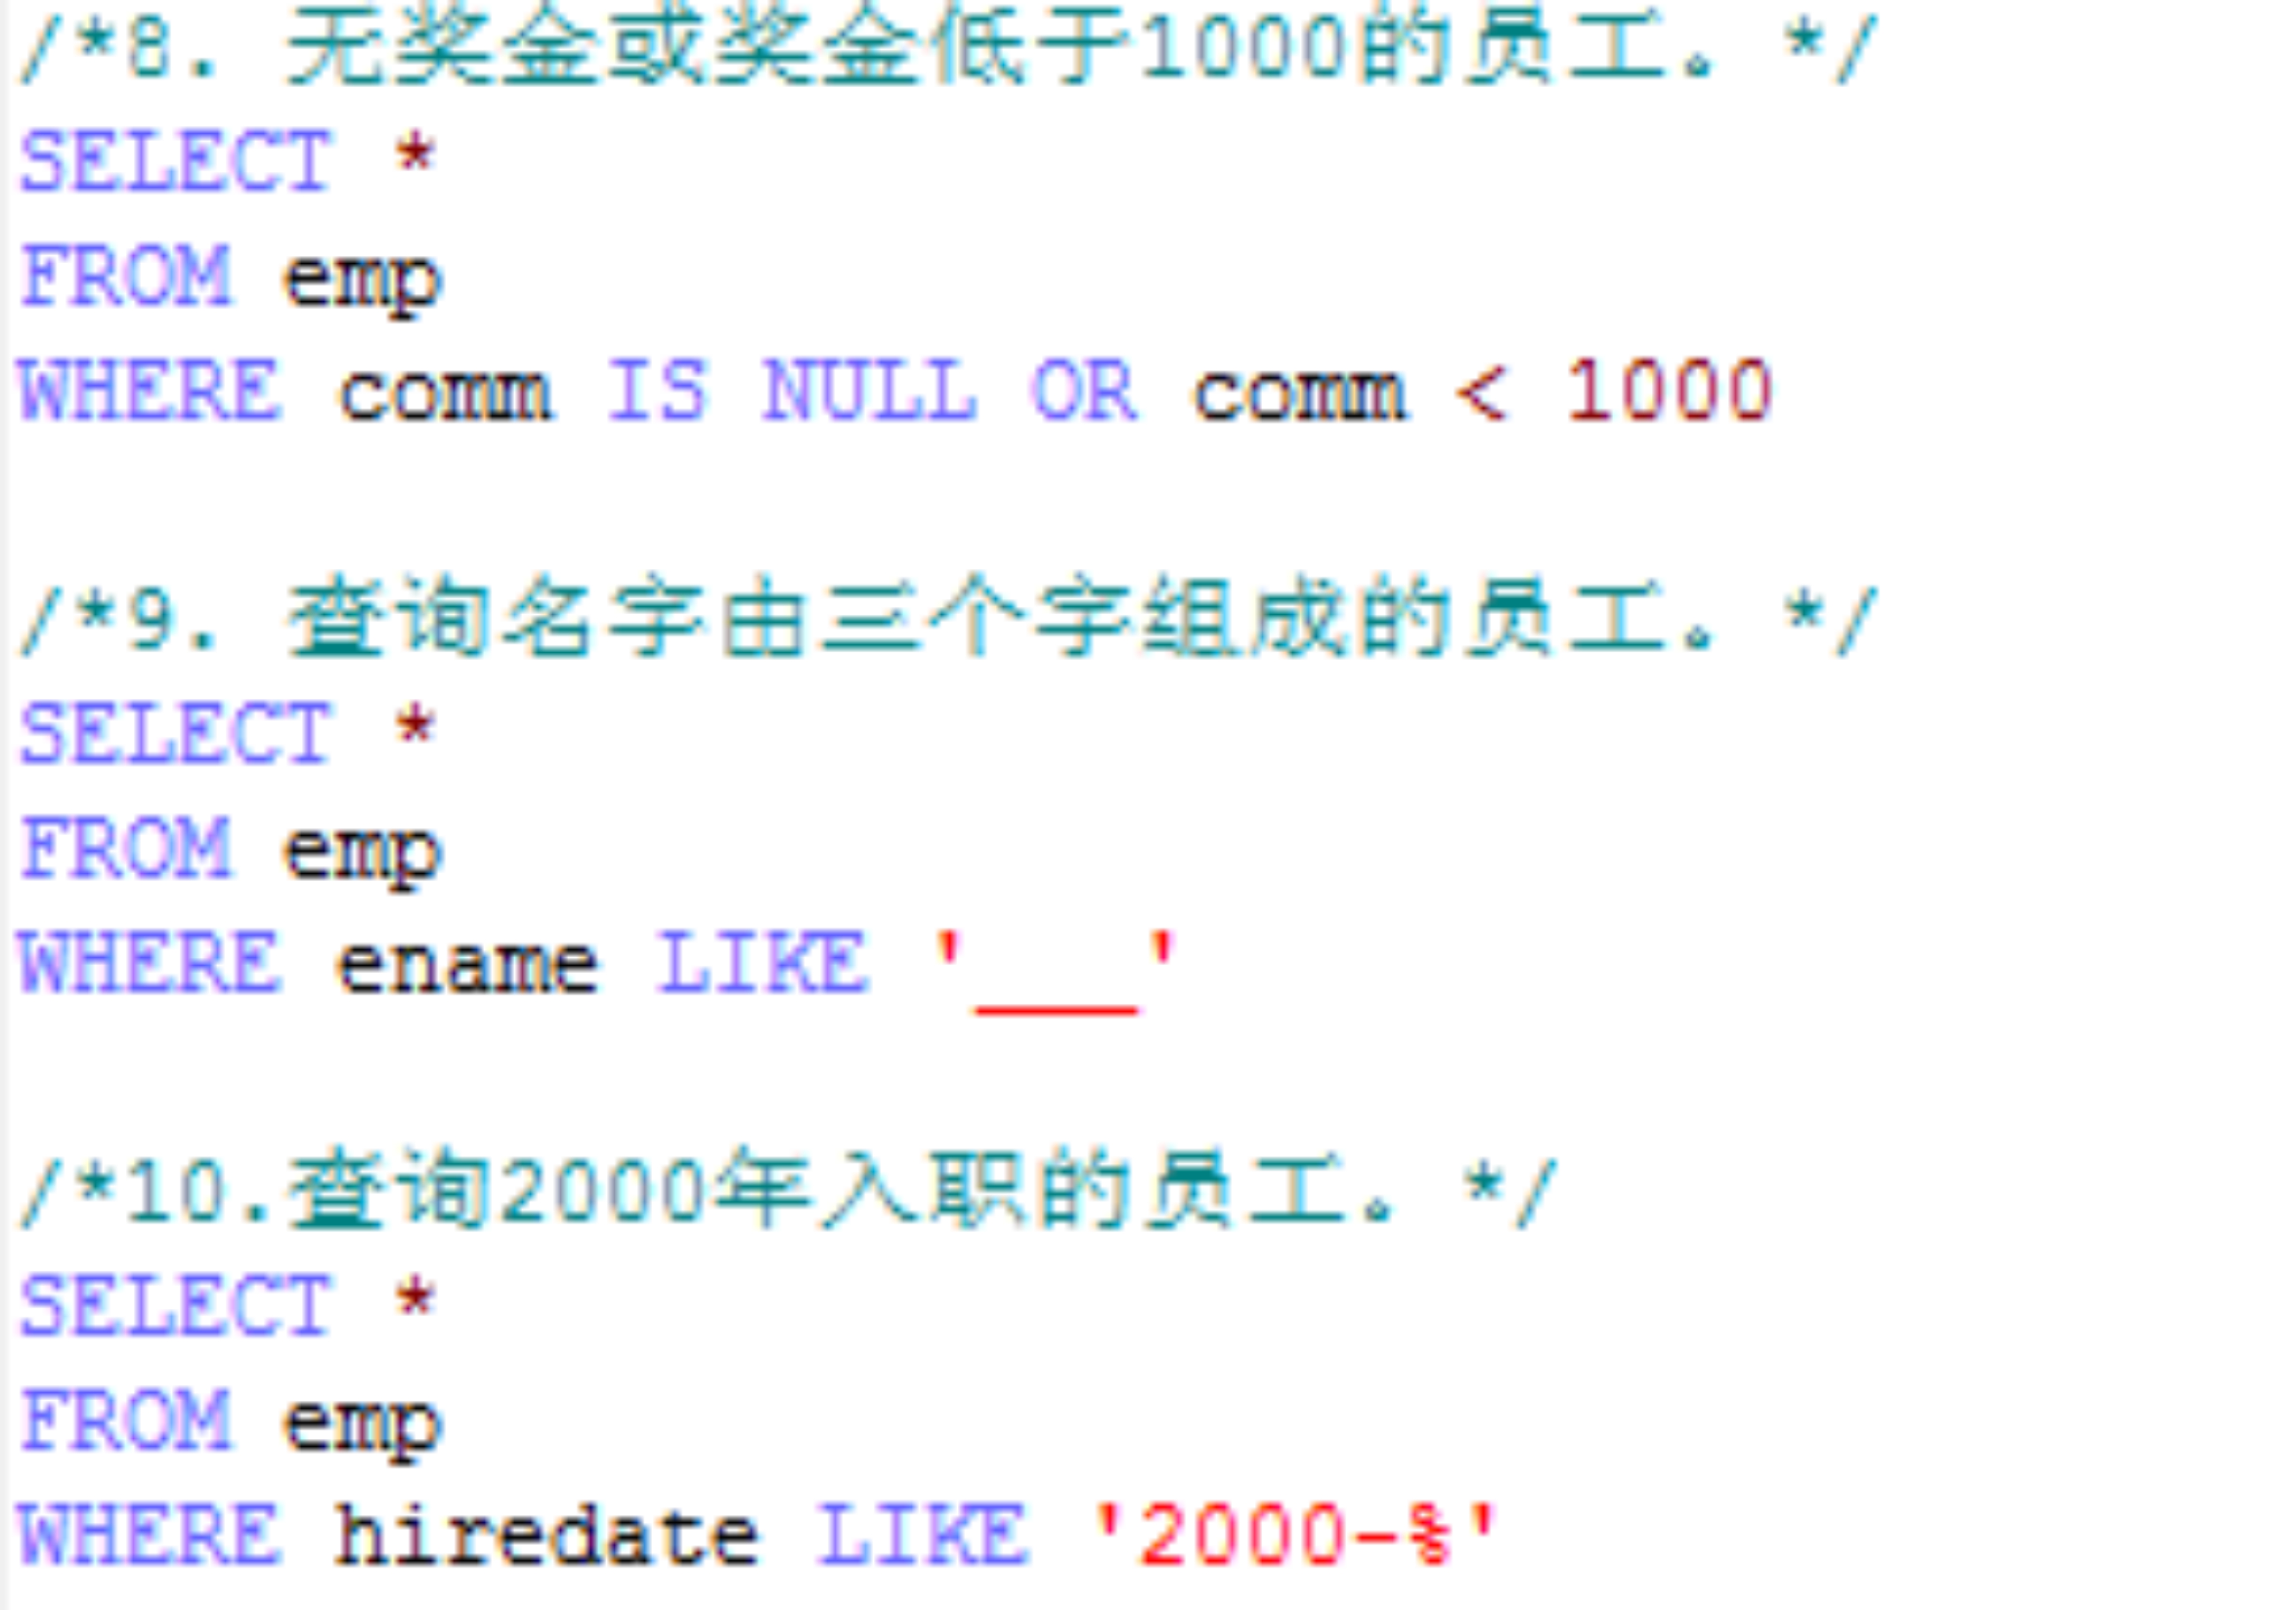 /*8. 无奖金或奖金低于1000的员工。*/
SELECT *
FROM emp
WHERE comm IS NULL OR comm < 1000
/*9. 查询名字由三个字组成的员工。*/
SELECT *
FROM emp
WHERE ename LIKE '___'
/*10.查询2000年入职的员工。*/
SELECT *
FROM emp
WHERE hiredate LIKE '2000-%'